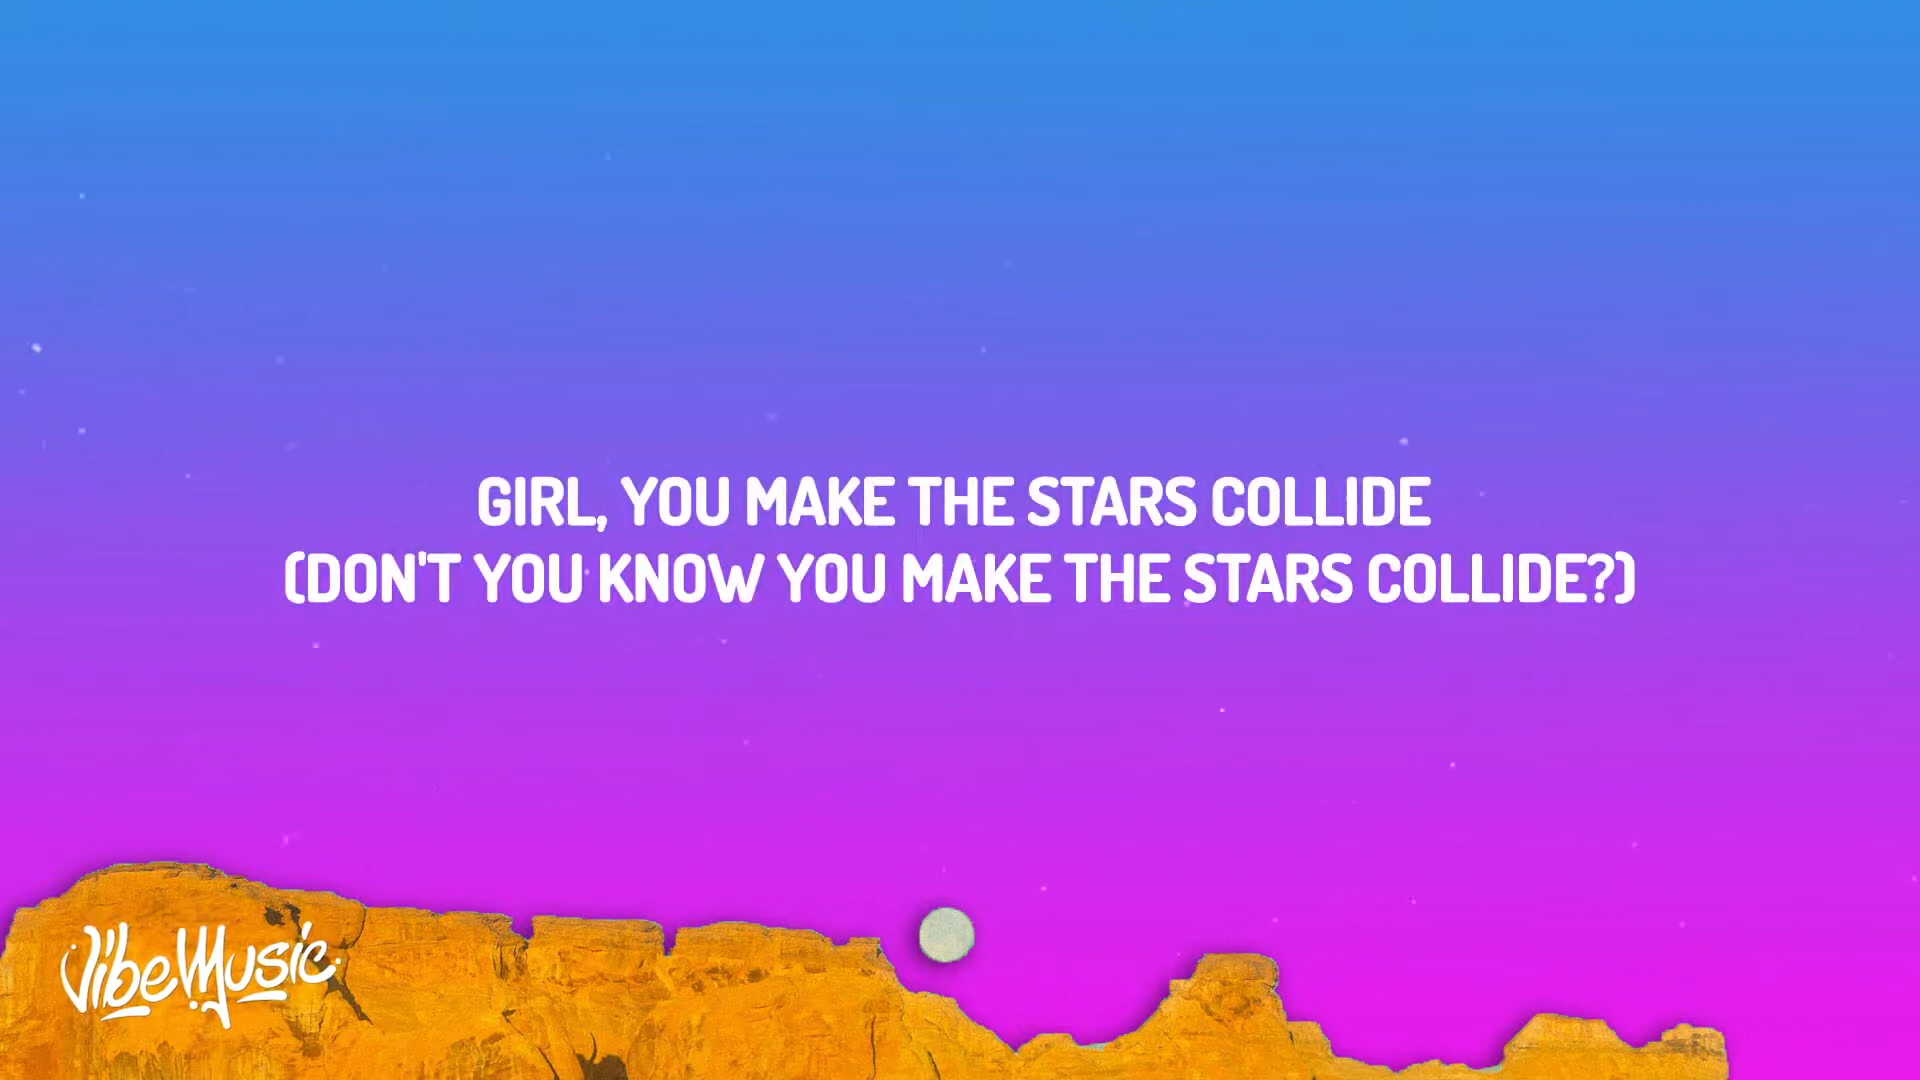 GIRL, YOU MAKE THE STARS COLLIDE
(DON'T YOU KNOW YOU MAKE THE STARS COLLIDE?)
VibeMusic